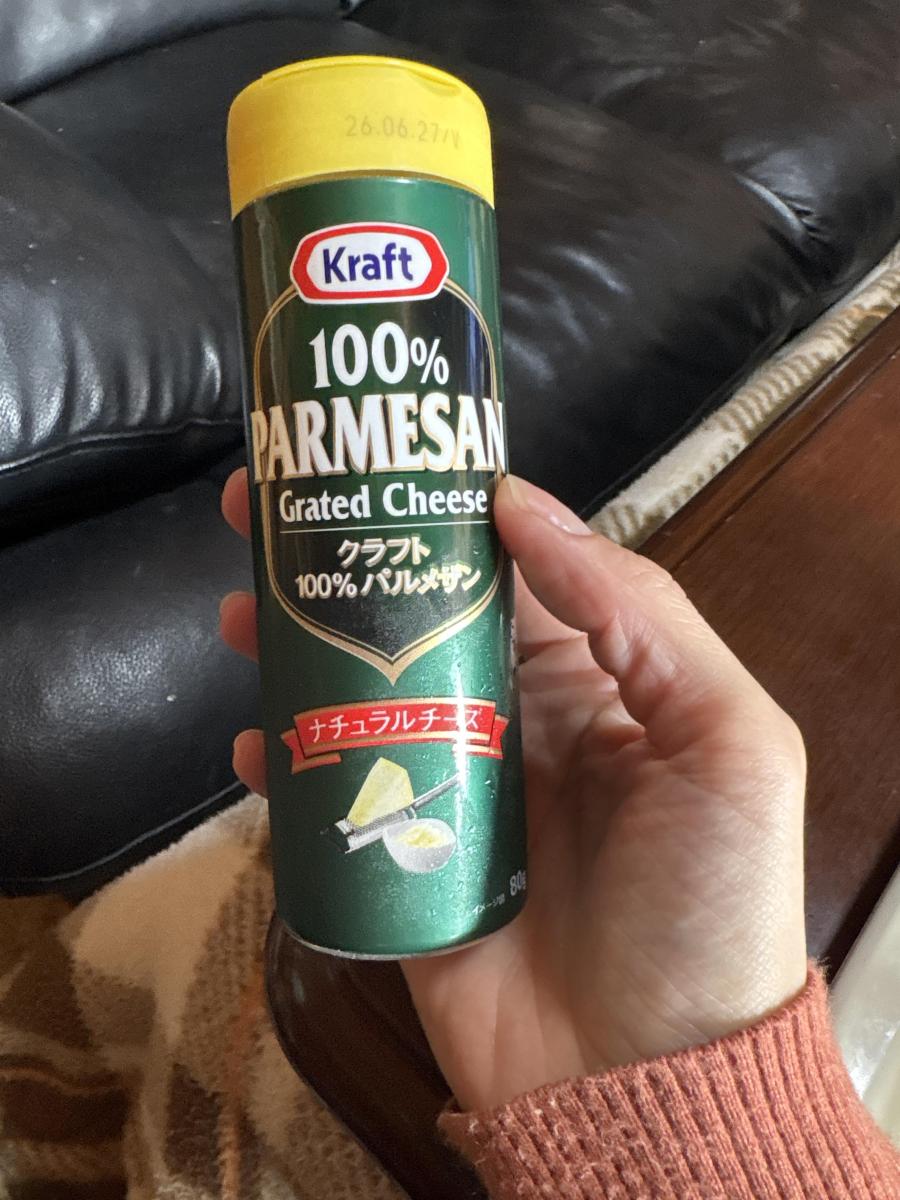 26.06.27/V
Kraft
100%
PARMESAN
Grated Cheese
クラフト
100% パルメザン
ナチュラルチーズ
80g